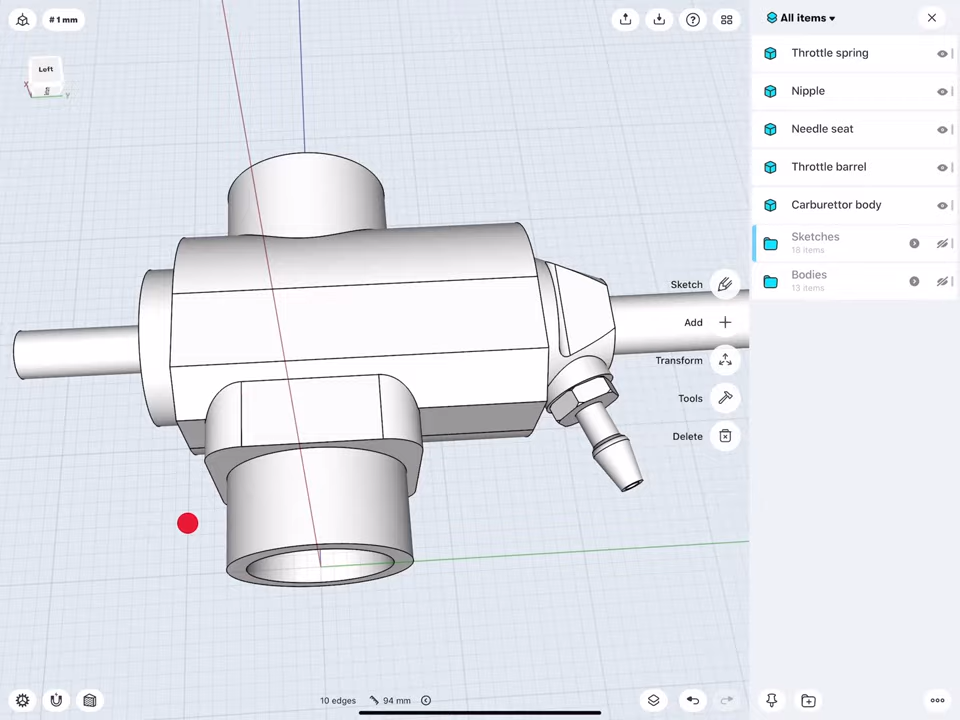 # 1 mm
All items
Left
X
Y
Throttle spring
Nipple
Needle seat
Throttle barrel
Carburettor body
Sketches
18 items
Bodies
13 items
Sketch
Add
Transform
Tools
Delete
10 edges
94 mm